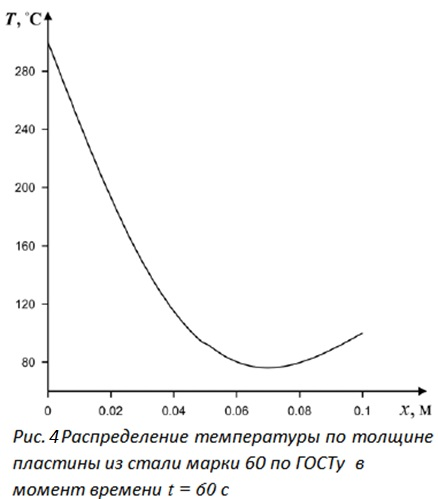 T, °C
280
240
200
160
120
80
0 0.02 0.04 0.06 0.08 0.1 x, м
Рис. 4 Распределение температуры по толщине
пластины из стали марки 60 по ГОСТу в
момент времени t = 60 с